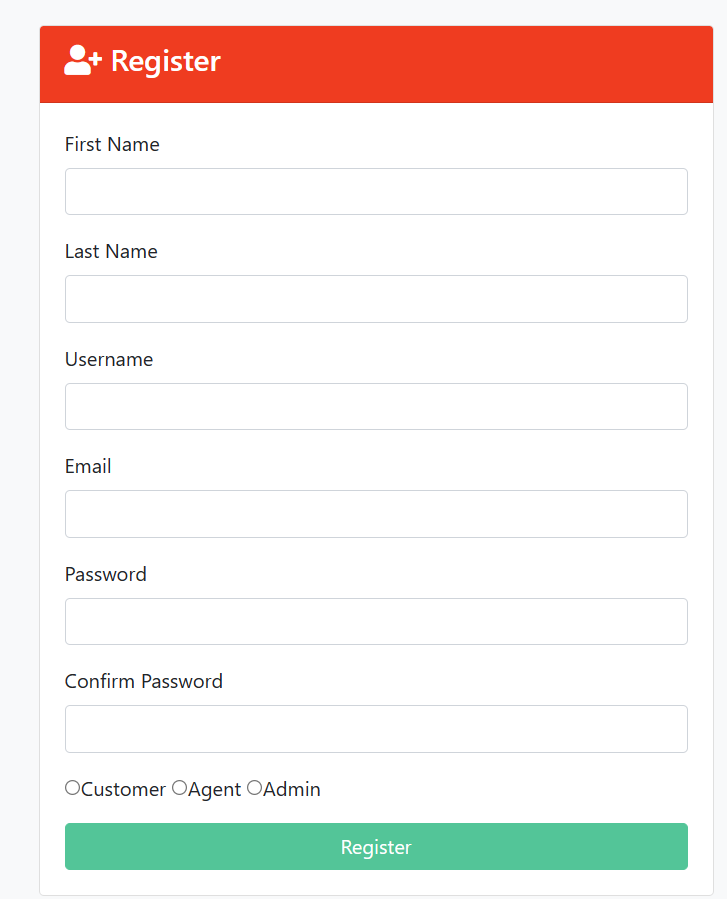 Register
First Name
Last Name
Username
Email
Password
Confirm Password
Customer Agent Admin
Register